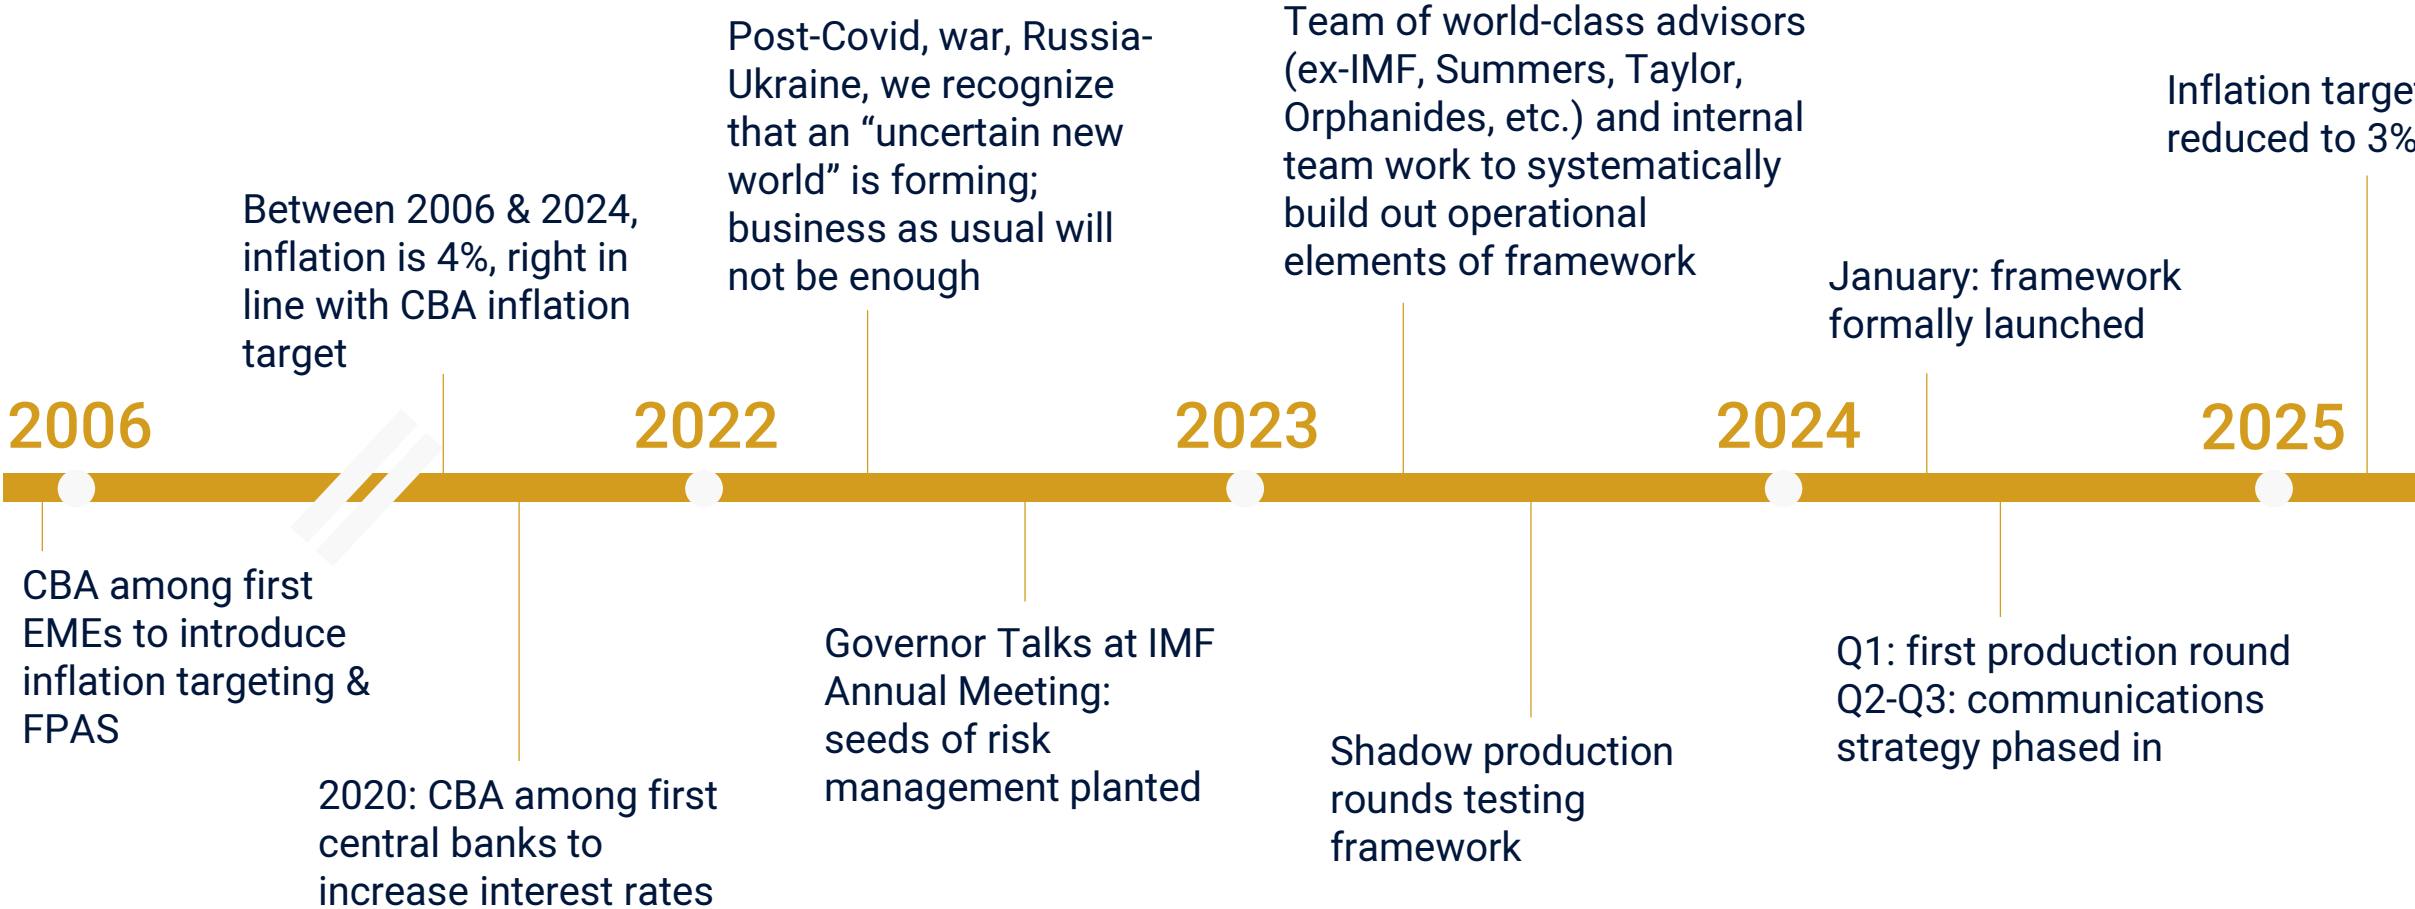 Between 2006 & 2024,
inflation is 4%, right in
line with CBA inflation
target
Post-Covid, war, Russia-
Ukraine, we recognize
that an “uncertain new
world” is forming;
business as usual will
not be enough
Team of world-class advisors
(ex-IMF, Summers, Taylor,
Orphanides, etc.) and internal
team work to systematically
build out operational
elements of framework
January: framework
formally launched
Inflation
reduced to 3%
2006
2022
2023
2024
2025
CBA among first
EMEs to introduce
inflation targeting &
FPAS
2020: CBA among first
central banks to
increase interest rates
Governor Talks at IMF
Annual Meeting:
seeds of risk
management planted
Shadow production
rounds testing
framework
Q1: first production round
Q2-Q3: communications
strategy phased in